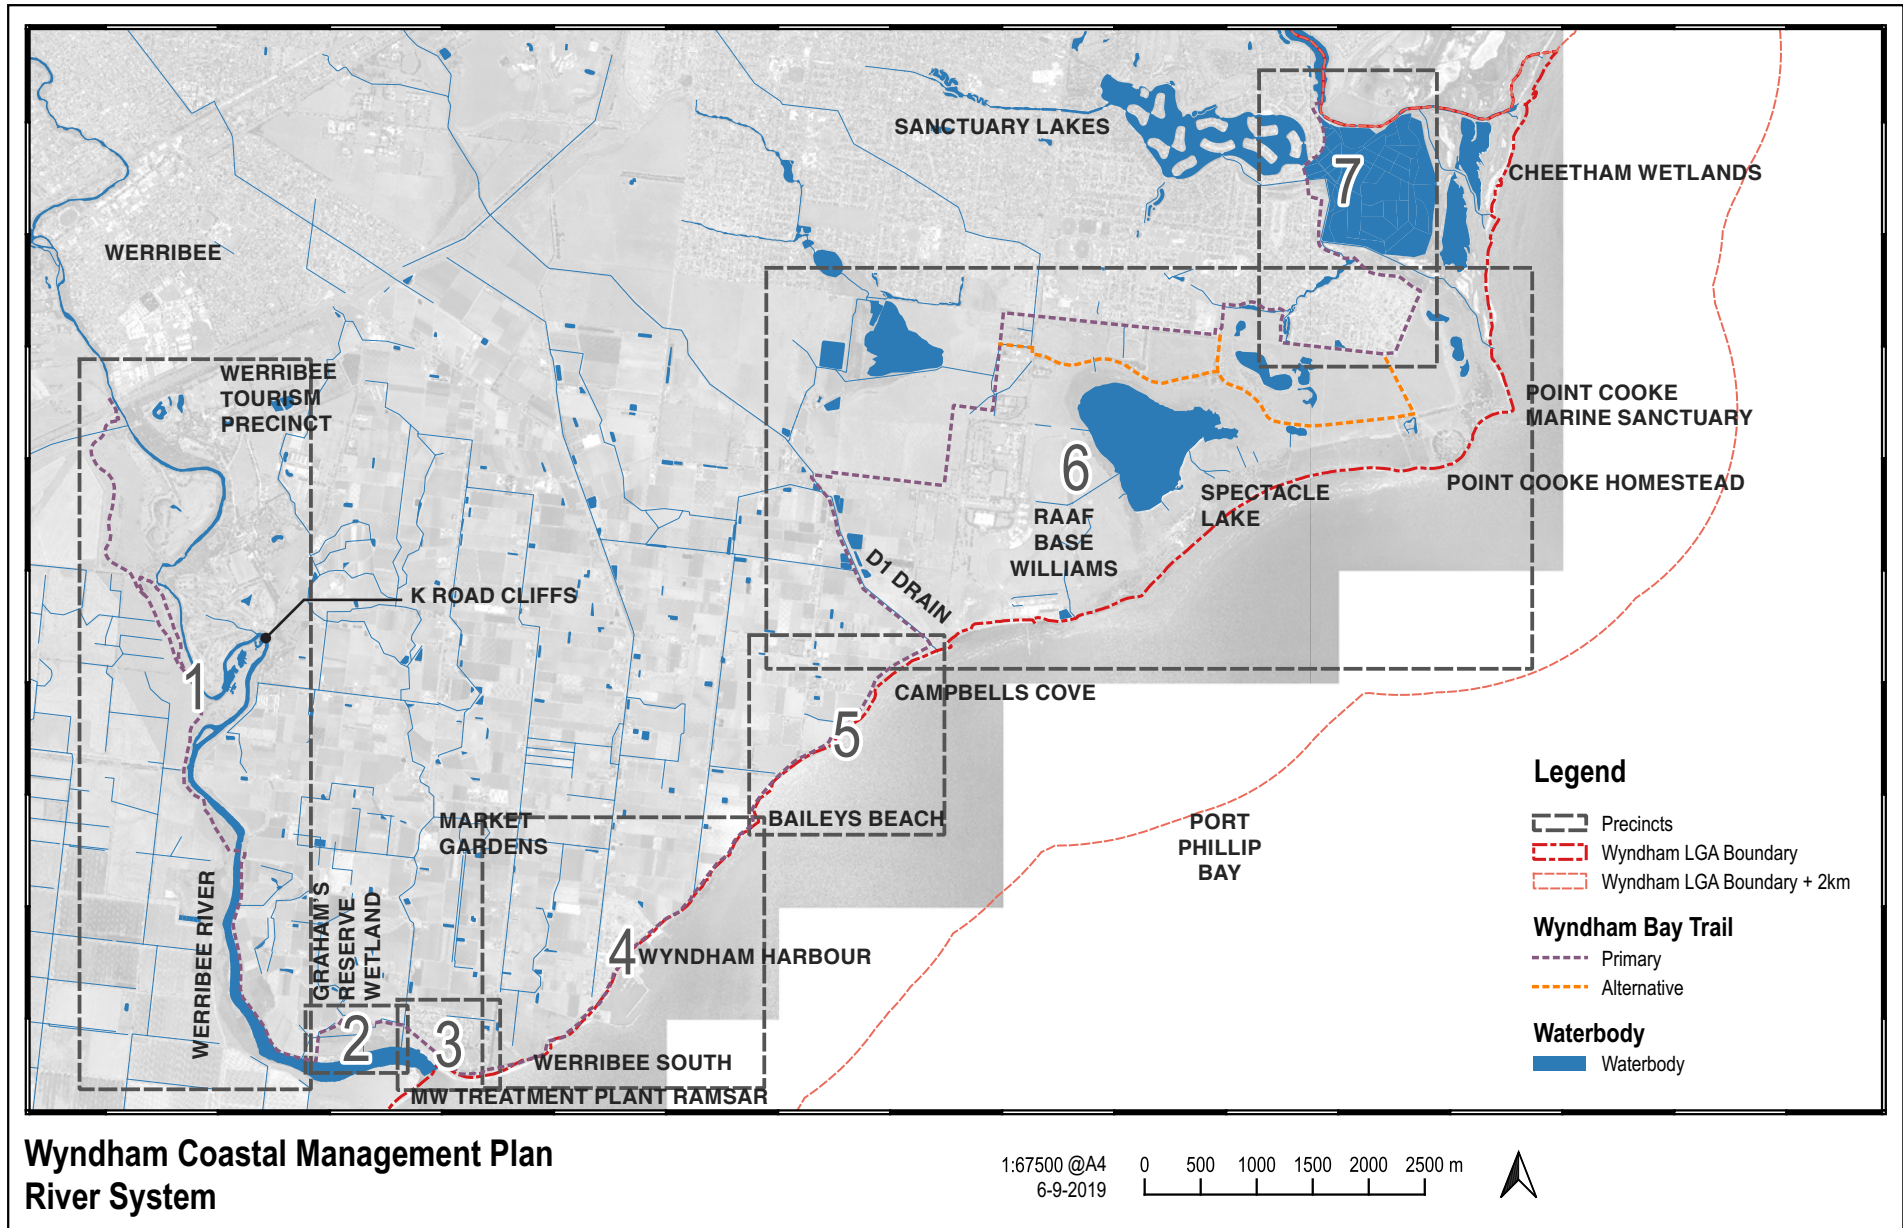 SANCTUARY LAKES
7
CHEETHAM WETLANDS
WERRIBEE
WERRIBEE
TOURISM
PRECINCT
POINT COOKE
MARINE SANCTUARY
6
POINT COOKE HOMESTEAD
SPECTACLE
LAKE
RAAF
BASE
WILLIAMS
D1 DRAIN
K ROAD CLIFFS
1
CAMPBELLS COVE
5
BAILEYS BEACH
MARKET
GARDENS
PORT
PHILLIP
BAY
WERRIBEE RIVER
GRAHAM'S
RESERVE
WETLAND
4
WYNDHAM HARBOUR
2
3
WERRIBEE SOUTH
MW TREATMENT PLANT RAMSAR
Legend
Precincts
Wyndham LGA Boundary
Wyndham LGA Boundary + 2km
Wyndham Bay Trail
Primary
Alternative
Waterbody
Waterbody
Wyndham Coastal Management Plan
River System
1:67500 @A4
6-9-2019
0 500 1000 1500 2000 2500 m